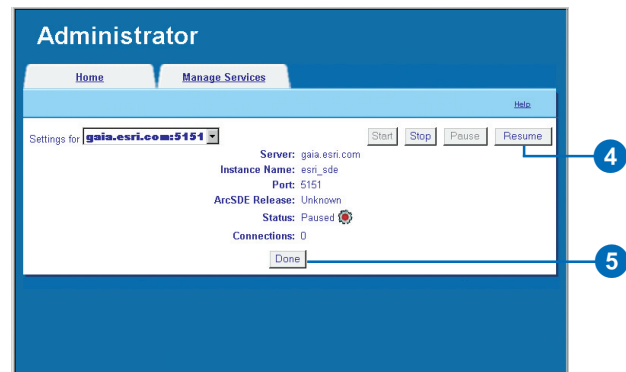 Administrator
Home Manage Services
Help
Settings for gaia.esri.com:5151 Start Stop Pause Resume
4
Server: gaia.esri.com
Instance Name: esri_sde
Port: 5151
ArcSDE Release: Unknown
Status: Paused
Connections: 0
Done
5